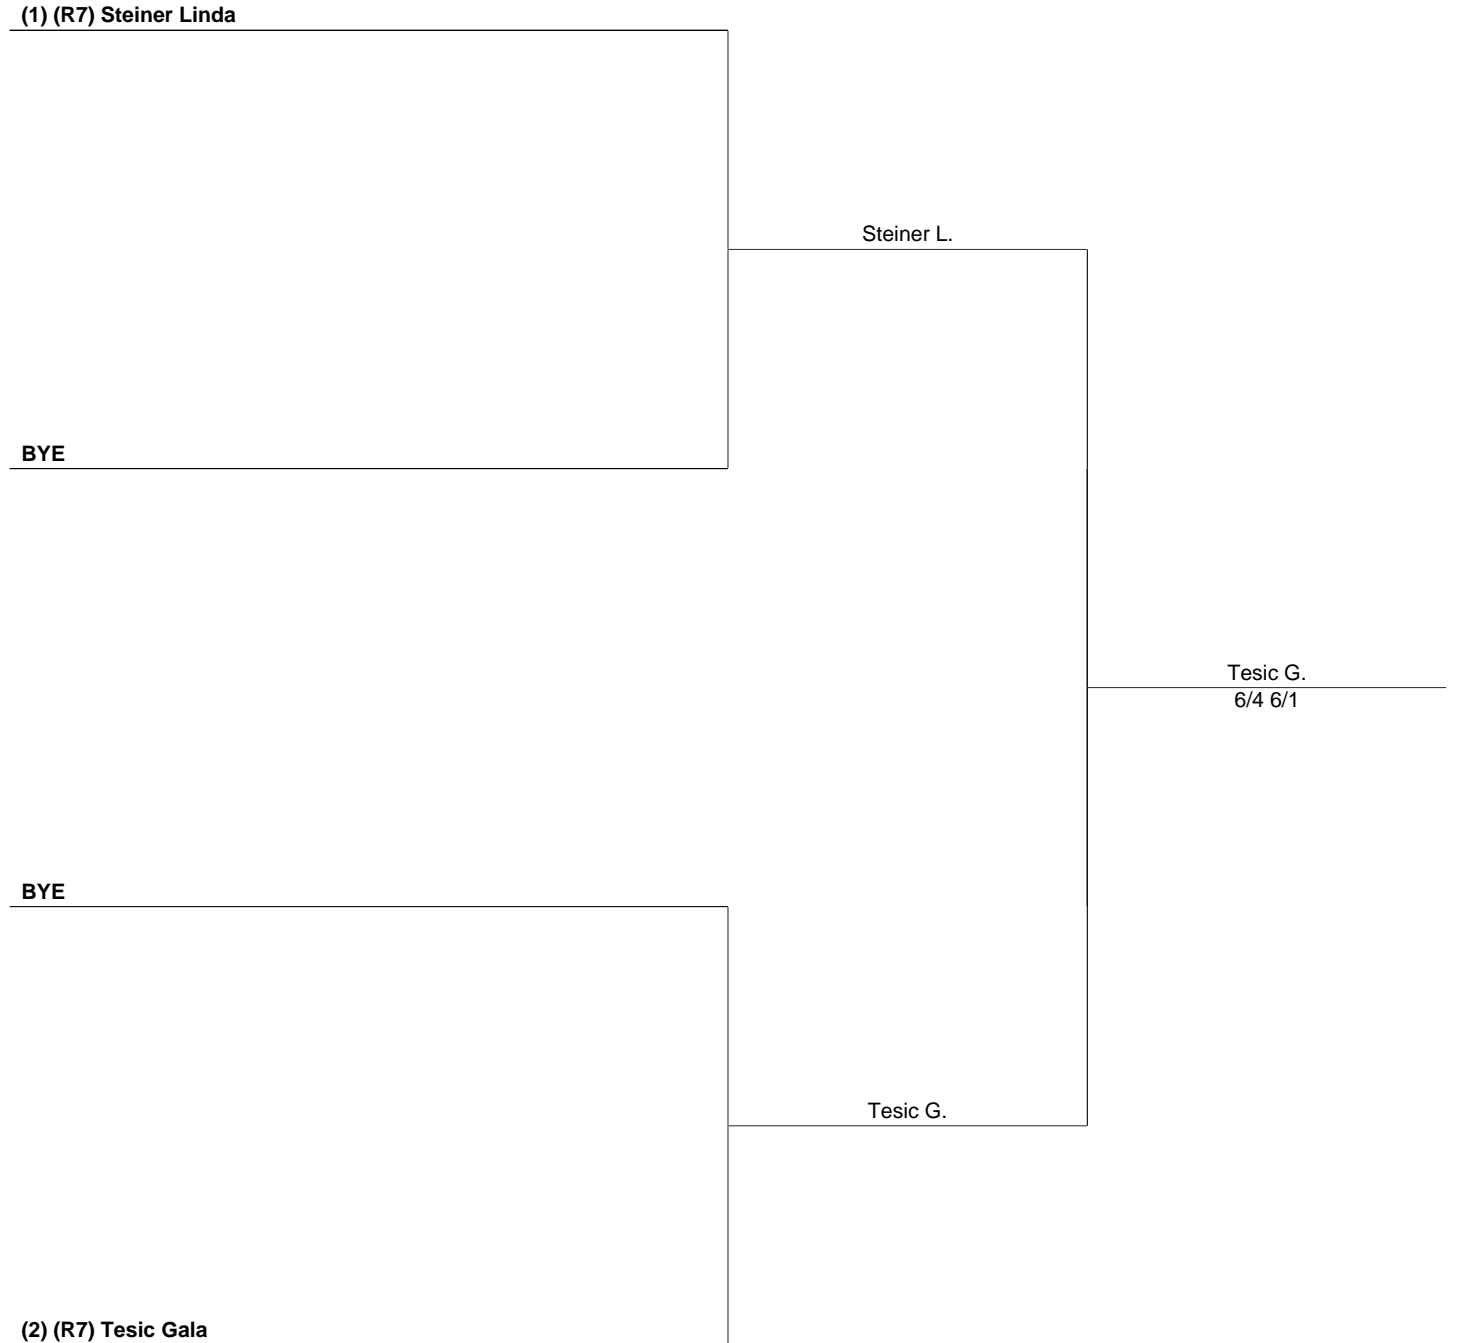 (1) (R7) Steiner Linda
Steiner L.
BYE
Tesic G.
6/4 6/1
BYE
Tesic G.
(2) (R7) Tesic Gala